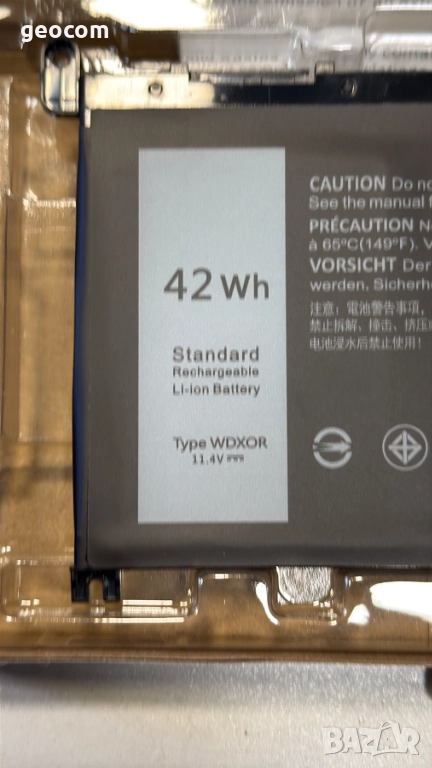 geocom
42 Wh
Standard
Rechargeable
Li-ion Battery
Type WDXOR
11.4V
CAUTION Do no
See the manual f
PRÉCAUTION N
à 65ºC(149ºF). V
VORSICHT Der
werden. Sicherhe
注意：電池警告事項，
禁止拆解、撞击、挤压
电池浸水后禁止使用！
BAZAR